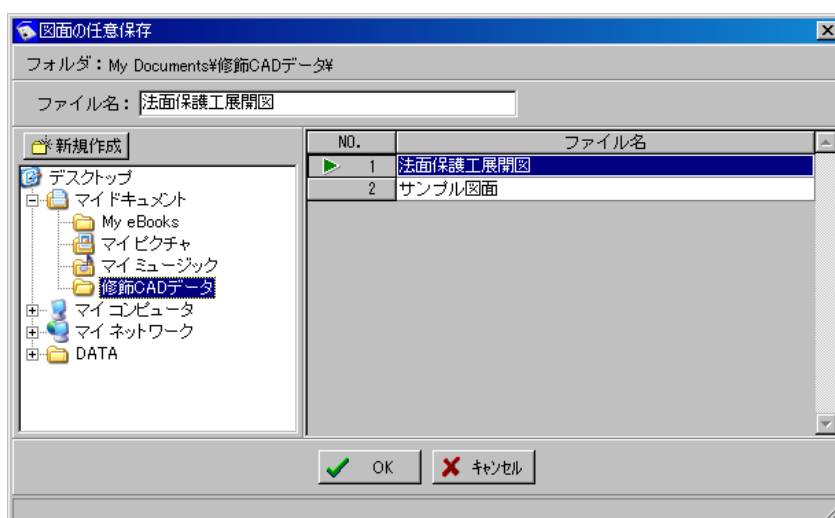 図面の任意保存
フォルダ：My Documents¥修飾CADデータ¥
ファイル名：法面保護工展開図
新規作成
デスクトップ
マイドキュメント
My eBooks
マイピクチャ
マイミュージック
修飾CADデータ
マイコンピュータ
マイネットワーク
DATA
NO. ファイル名
1 法面保護工展開図
2 サンプル図面
OK キャンセル